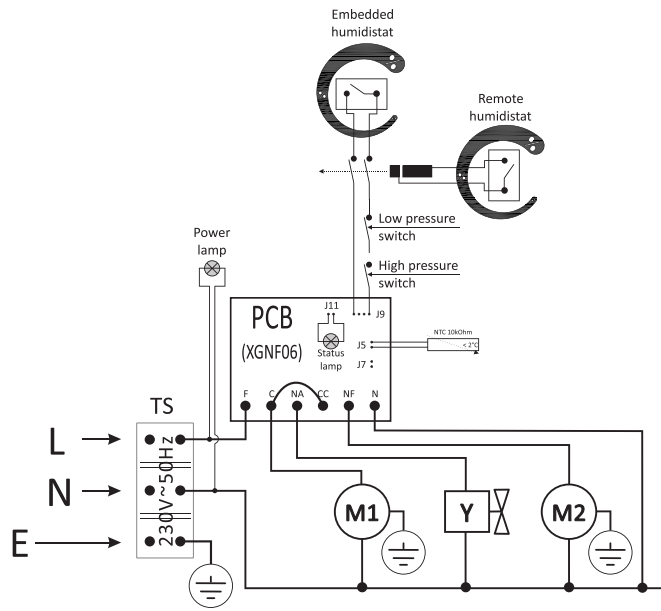 Embedded
humidistat
Remote
humidistat
Low pressure
switch
Power
lamp
High pressure
switch
PCB
(XGNF06)
J11
J9
Status
lamp
J5
J7
NTC 10kOhm
< 2°C
F C NA CC NF N
TS
L
N
E
230V~50Hz
M1
Y
M2